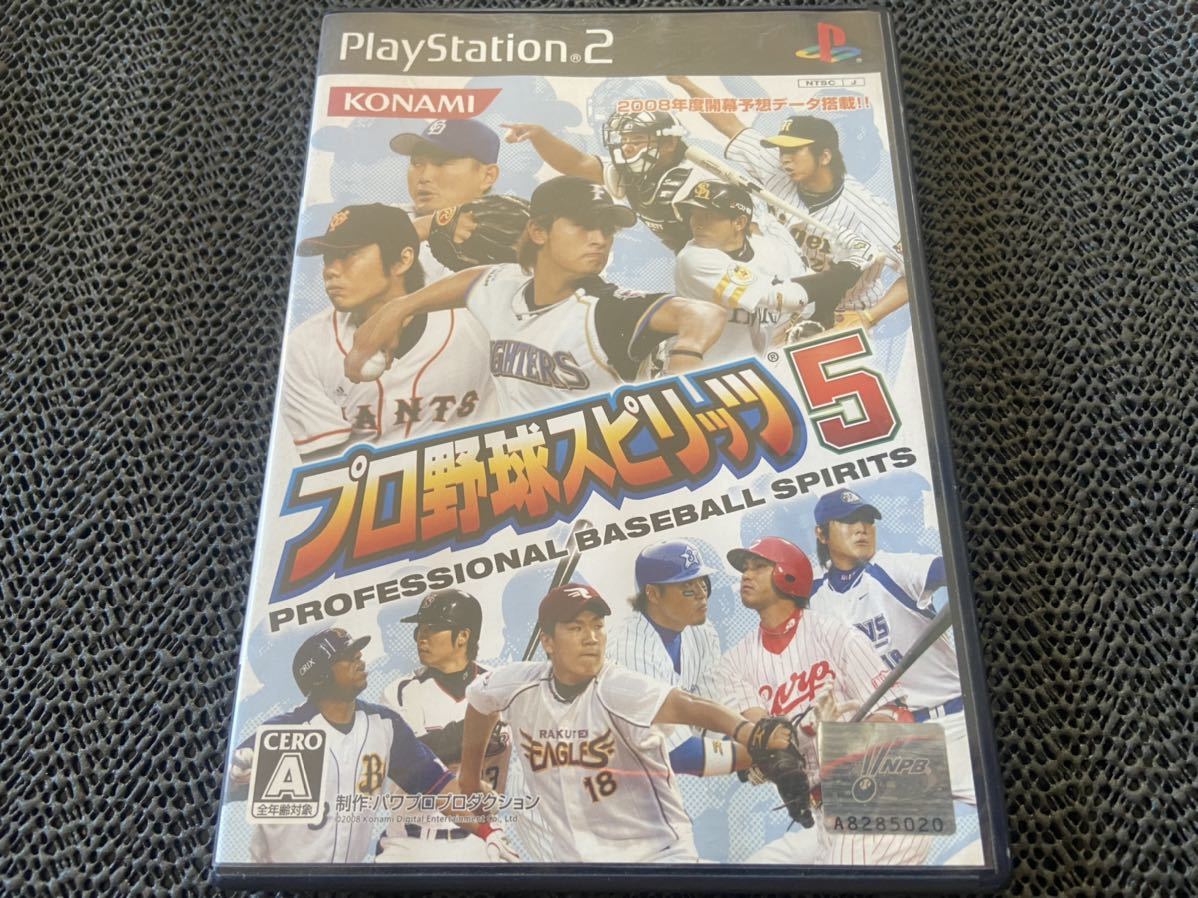 PlayStation®2
NTSC J
KONAMI
2008年度開幕予想データ搭載!!
GIANTS
FIGHTERS
プロ野球スピリッツ®5
PROFESSIONAL BASEBALL SPIRITS
ORIX
Carp
RAKUTEN
EAGLES
18
18
B
CERO
A
全年齢対象
制作:パワプロプロダクション
©2008 Konami Digital Entertainment Co., Ltd
NPB
A8285020